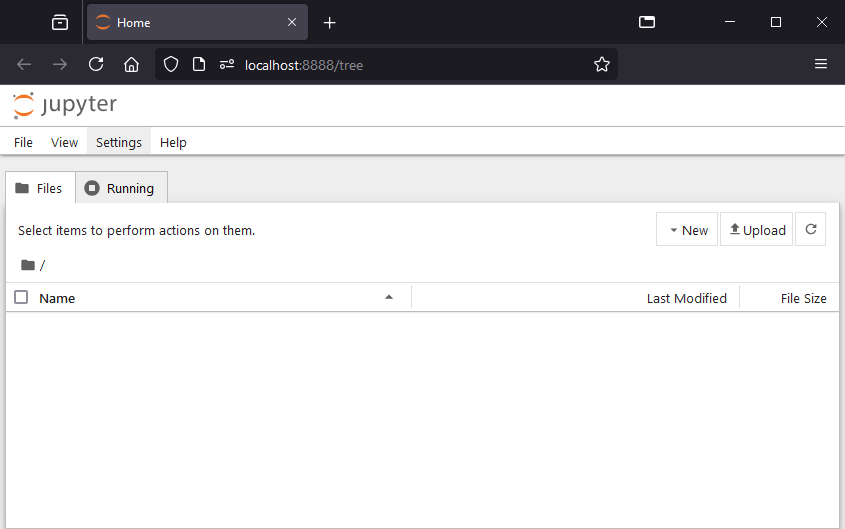 Home
localhost:8888/tree
jupyter
File View Settings Help
Files Running
Select items to perform actions on them.
New Upload
/
Name Last Modified File Size